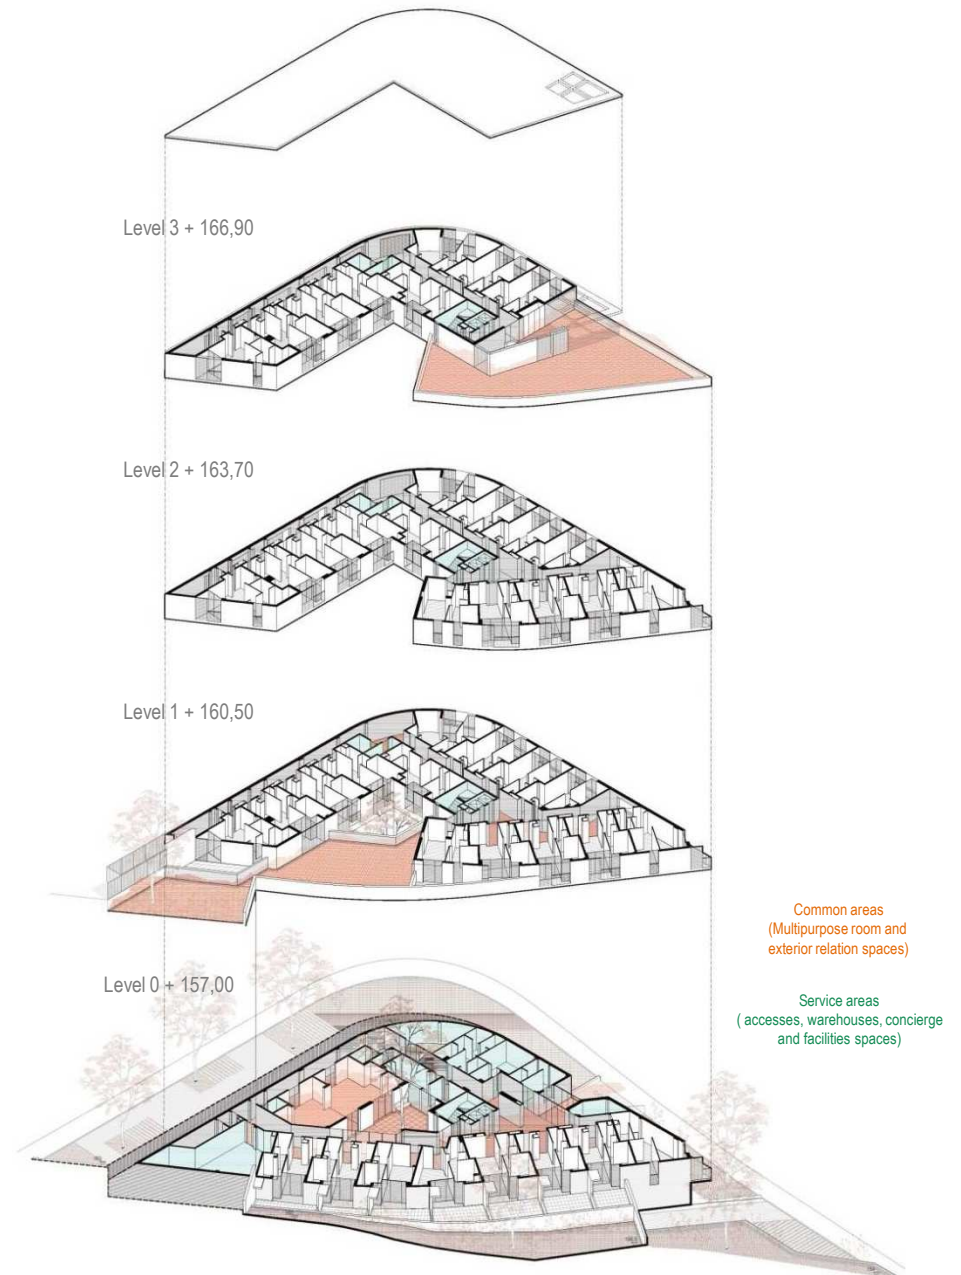 Level 3 + 166,90
Level 2 + 163,70
Level 1 + 160,50
Common areas
(Multipurpose room and
exterior relation spaces)
Level 0 + 157,00
Service areas
( accesses, warehouses, concierge
and facilities spaces)